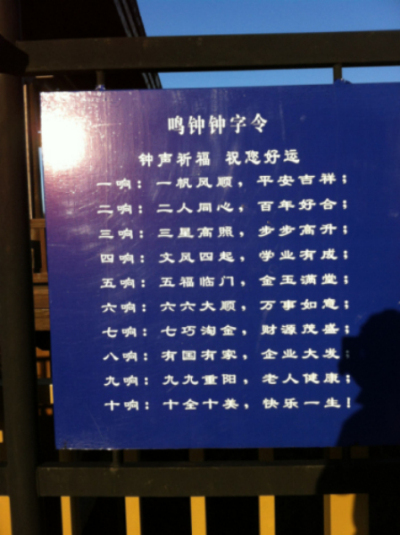 鸣钟钟字令
钟声祈福 祝您好运
一响：一帆风顺，平安吉祥；
二响：二人同心，百年好合；
三响：三星高照，步步高升；
四响：文风四起，学业有成；
五响：五福临门，金玉满堂；
六响：六六大顺，万事如意；
七响：七巧淘金，财源茂盛；
八响：有国有家，企业大发；
九响：九九重阳，老人健康；
十响：十全十美，快乐一生！